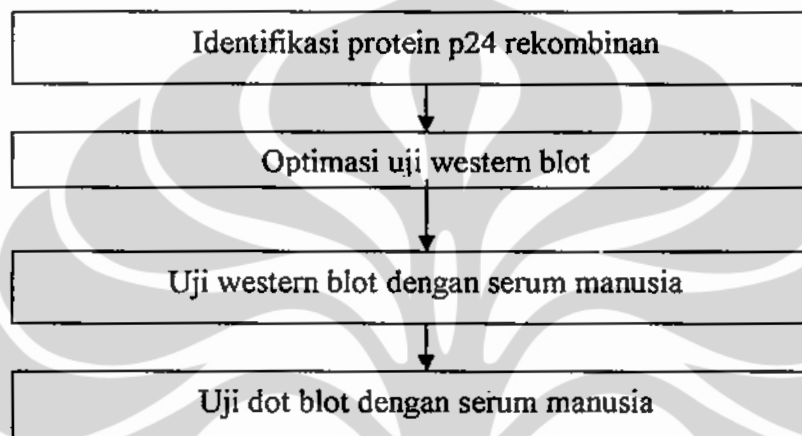 Identifikasi protein p24 rekombinan
Optimasi uji western blot
Uji western blot dengan serum manusia
Uji dot blot dengan serum manusia